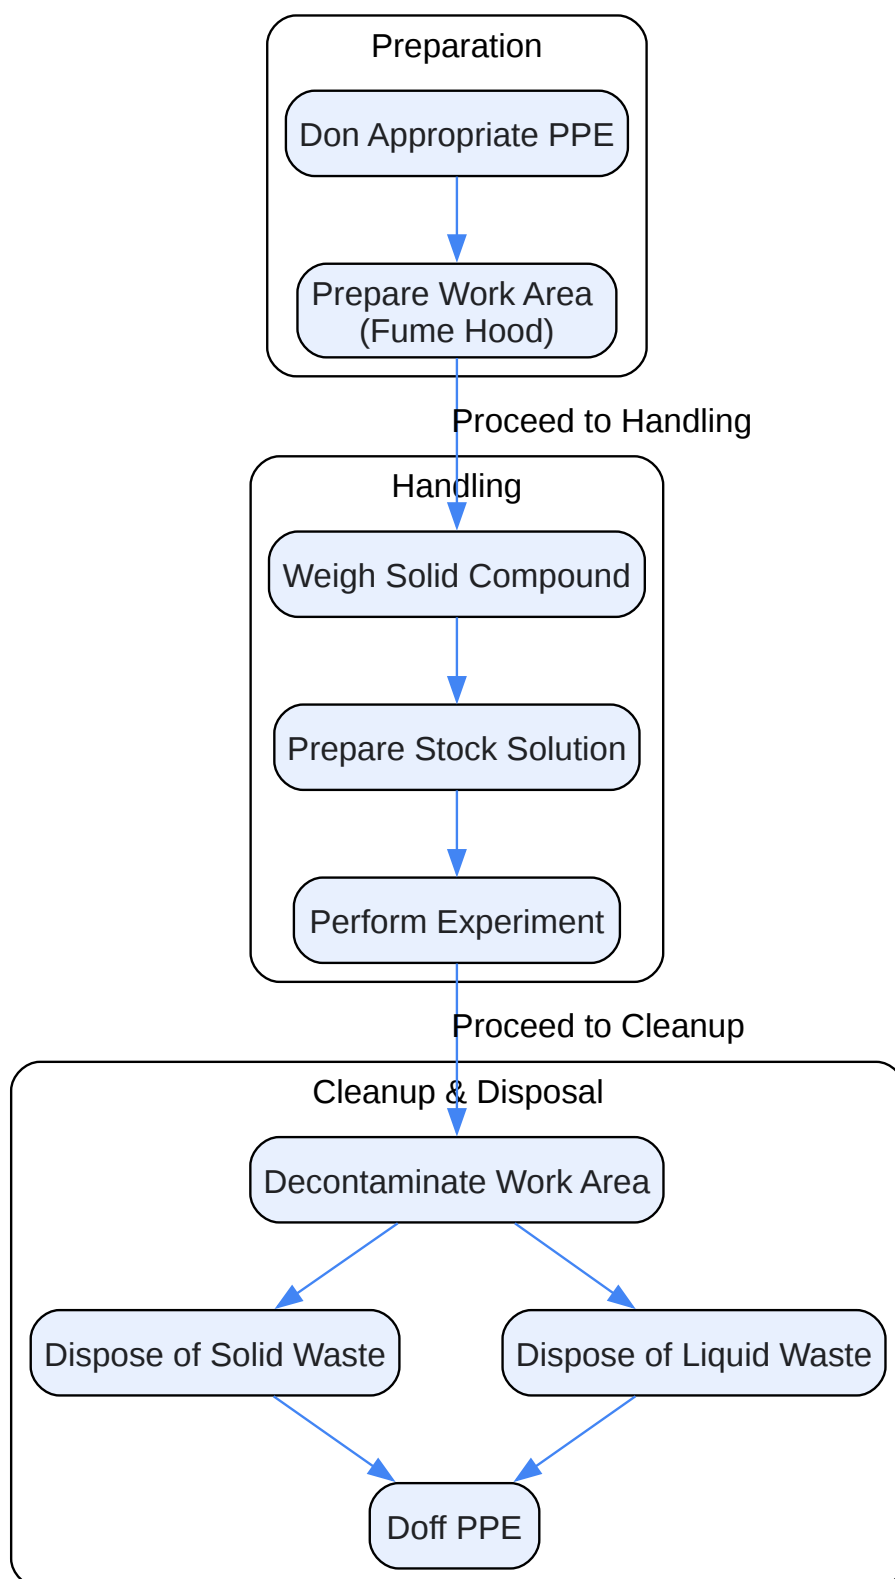 Preparation
Don Appropriate PPE
Prepare Work Area
(Fume Hood)
Proceed to Handling
Handling
Weigh Solid Compound
Prepare Stock Solution
Perform Experiment
Proceed to Cleanup
Cleanup & Disposal
Decontaminate Work Area
Dispose of Solid Waste
Dispose of Liquid Waste
Doff PPE